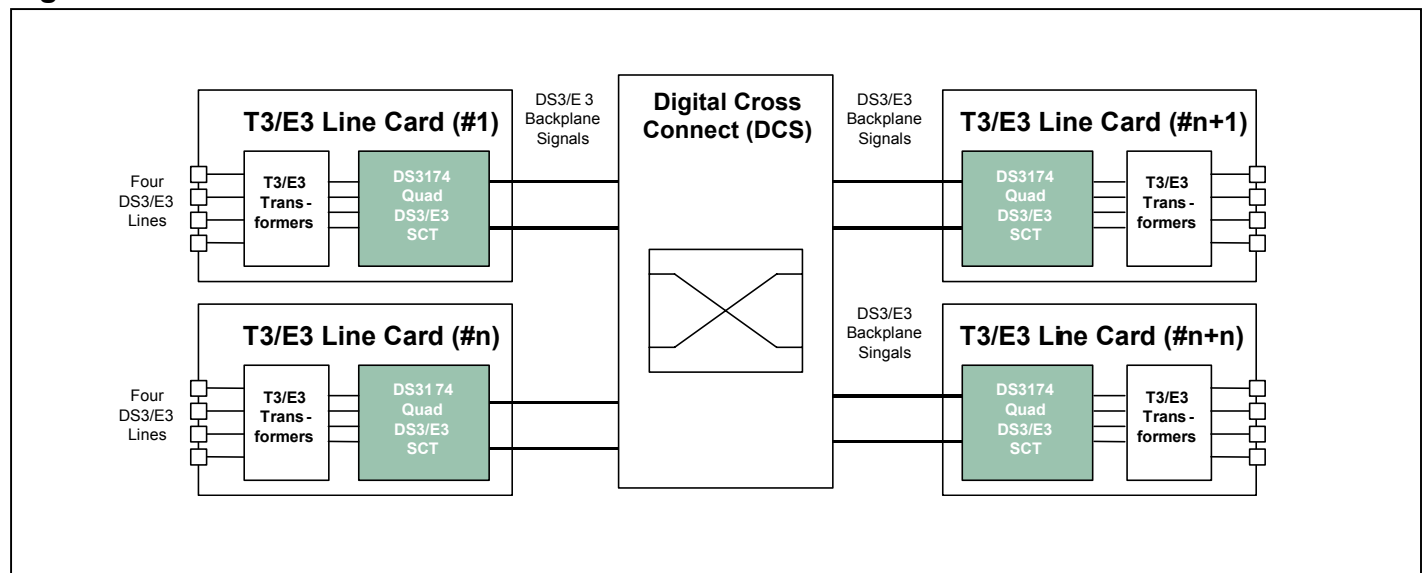 T3/E3 Line Card (#1)
Four
DS3/E3
Lines
T3/E3
Trans -
formers
DS3174
Quad
DS3/E3
SCT
DS3/E 3
Backplane
Signals
Digital Cross
Connect (DCS)
DS3/E3
Backplane
Signals
T3/E3 Line Card (#n+1)
DS3174
Quad
DS3/E3
SCT
T3/E3
Trans -
formers
T3/E3 Line Card (#n)
Four
DS3/E3
Lines
T3/E3
Trans -
formers
DS3174
Quad
DS3/E3
SCT
DS3/E3
Backplane
Singals
T3/E3 Line Card (#n+n)
DS3174
Quad
DS3/E3
SCT
T3/E3
Trans -
formers